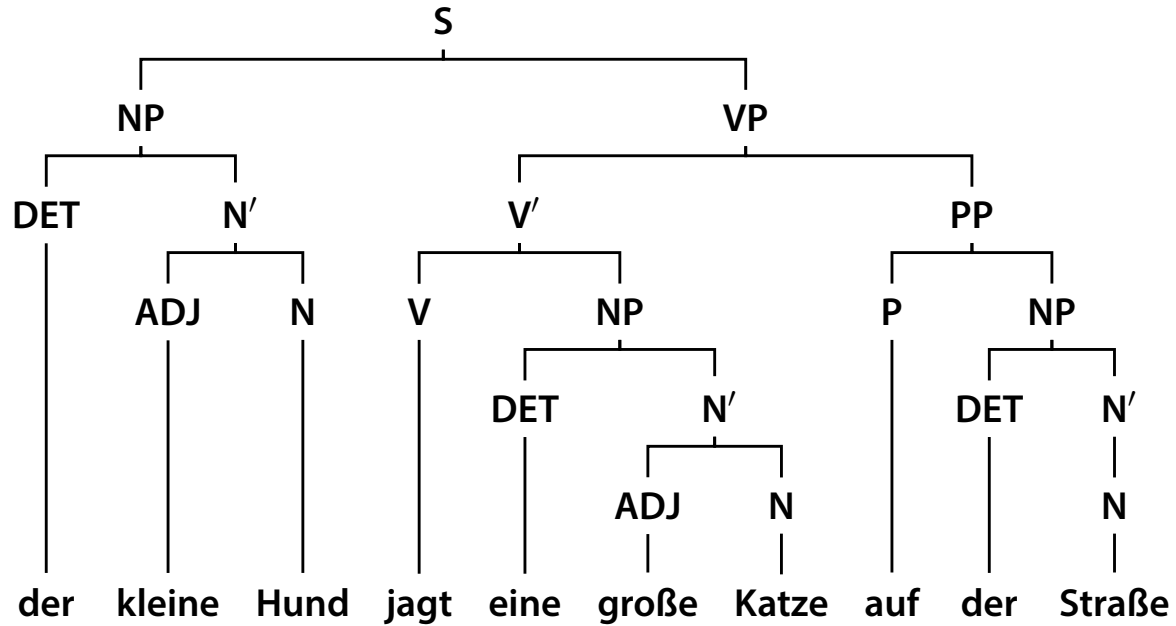 S
NP VP
DET N′ V′ PP
ADJ N V NP P NP
DET N′ DET N′
ADJ N N
der kleine Hund jagt eine große Katze auf der Straße